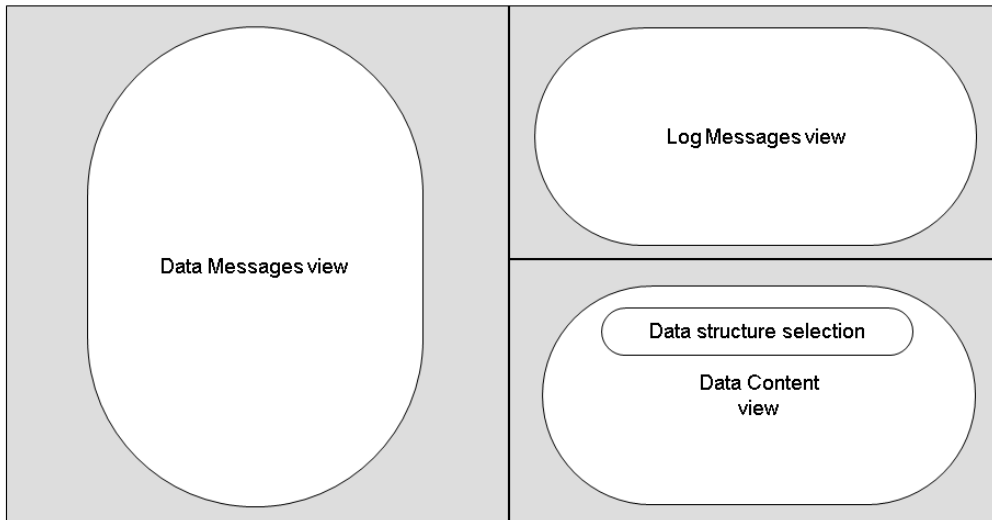 Data Messages view
Log Messages view
Data structure selection
Data Content
view